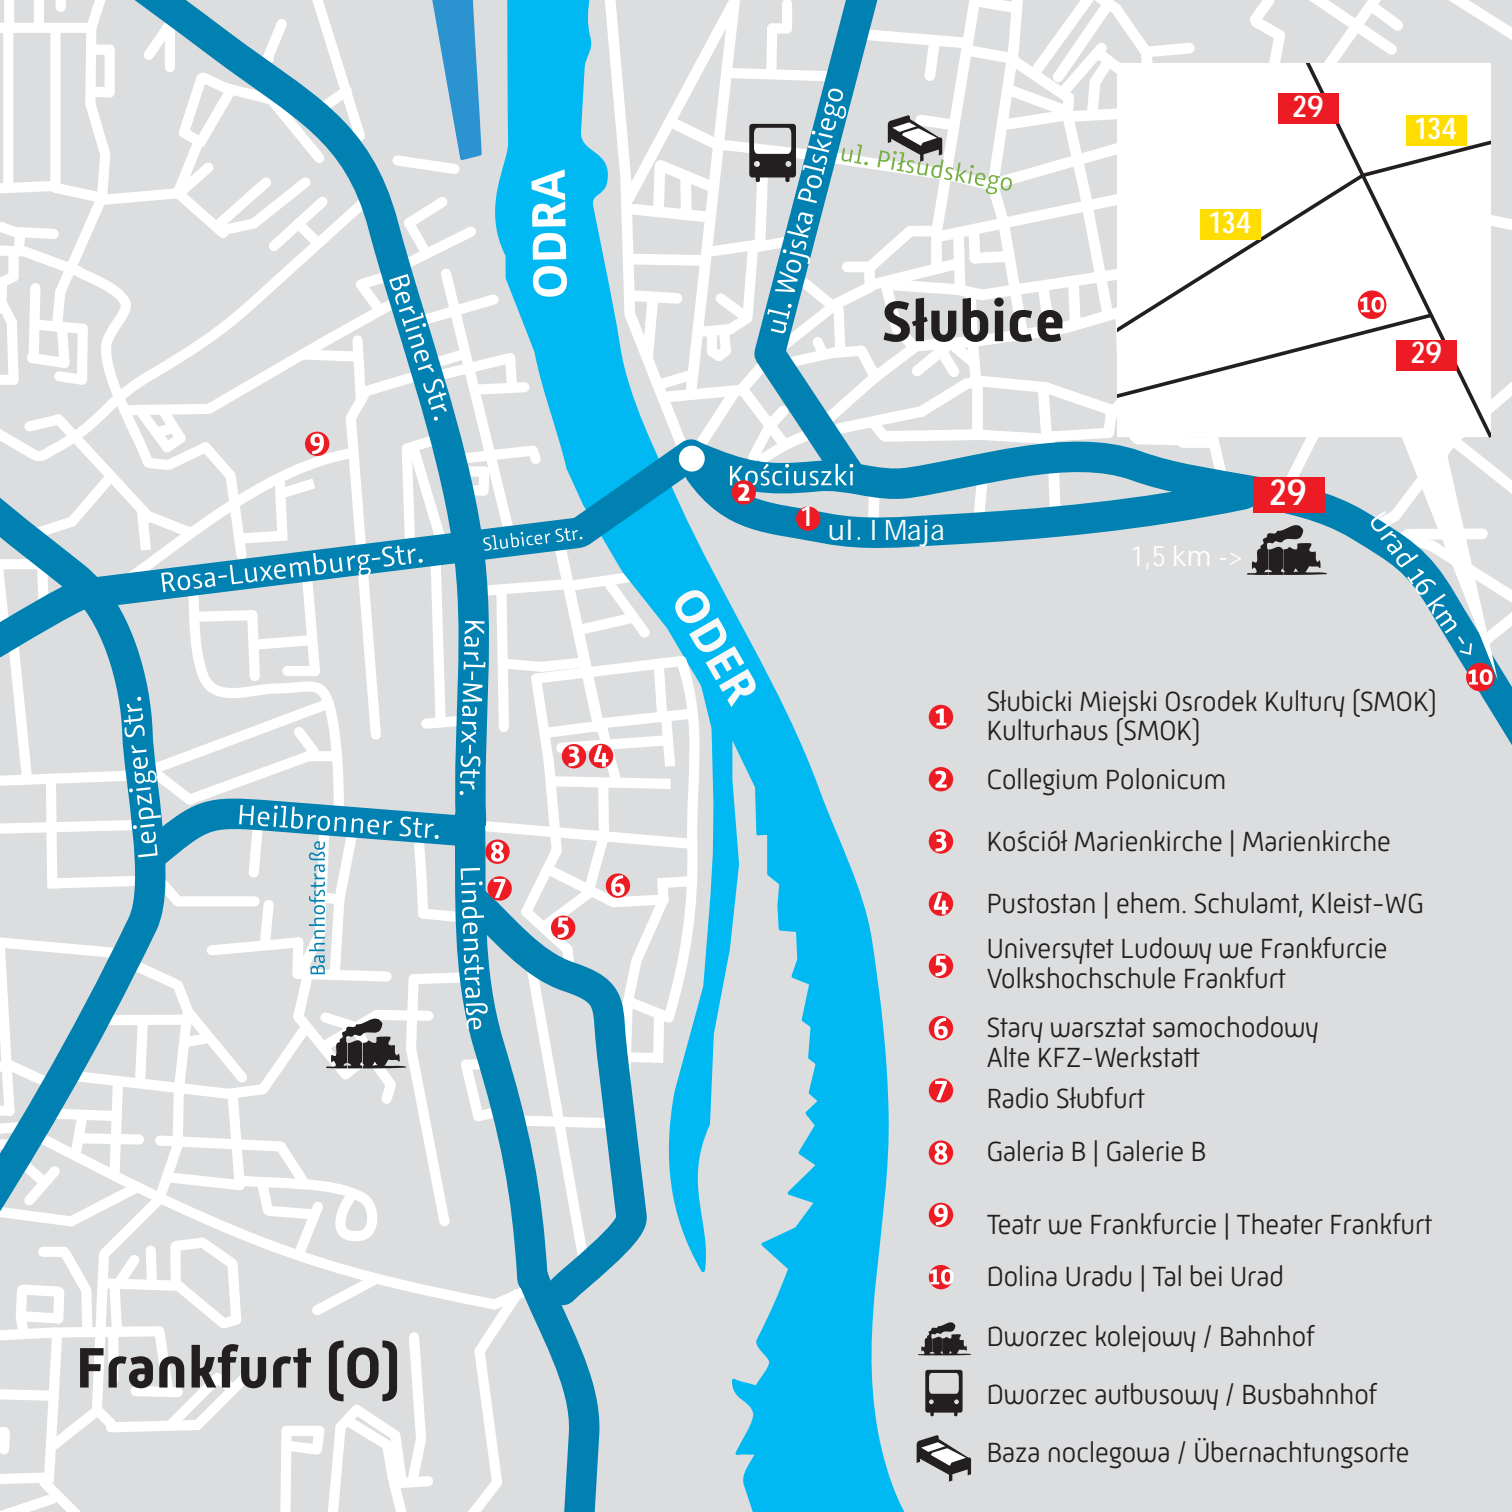 ODRA
ul. Wojska Polskiego
ul. Piłsudskiego
29
134
134
10
29
Słubice
Berliner Str.
9
Kościuszki
2
1
ul. I Maja
29
1,5 km ->
Urad 16 km ->
10
Rosa-Luxemburg-Str.
Slubicer Str.
ODER
Karl-Marx-Str.
Leipziger Str.
3
4
Heilbronner Str.
8
7
6
5
Bahnhofstraße
Lindenstraße
Frankfurt (O)
1
Słubicki Miejski Osrodek Kultury (SMOK)
Kulturhaus (SMOK)
2
Collegium Polonicum
3
Kościół Marienkirche | Marienkirche
4
Pustostan | ehem. Schulamt, Kleist-WG
5
Universytet Ludowy we Frankfurcie
Volkshochschule Frankfurt
6
Stary warsztat samochodowy
Alte KFZ-Werkstatt
7
Radio Słubfurt
8
Galeria B | Galerie B
9
Teatr we Frankfurcie | Theater Frankfurt
10
Dolina Uradu | Tal bei Urad
Dworzec kolejowy / Bahnhof
Dworzec autbusowy / Busbahnhof
Baza noclegowa / Übernachtungsorte